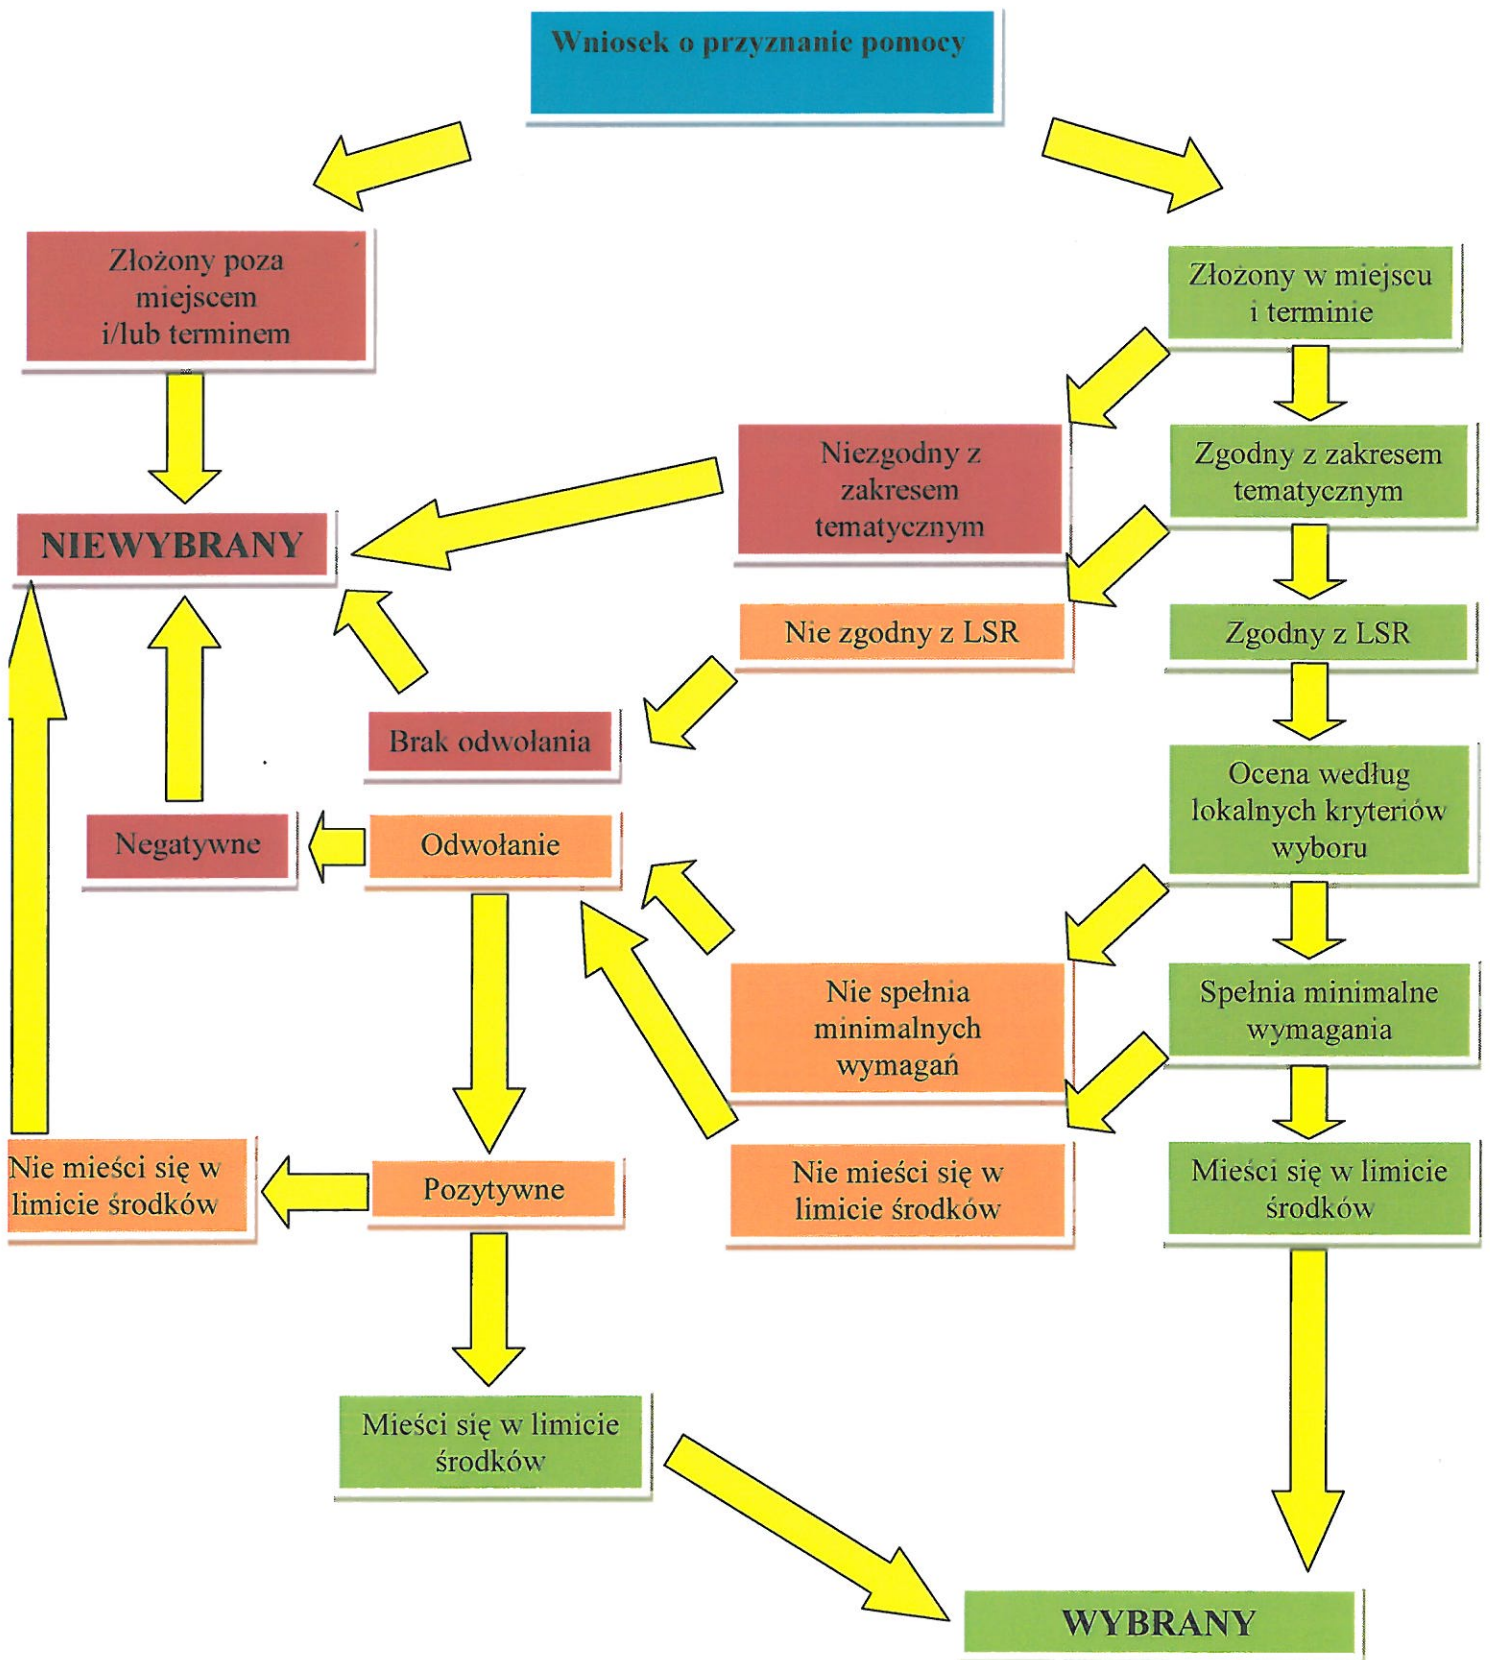 Wniosek o przyznanie pomocy
Złożony poza
miejscem
i/lub terminem
Złożony w miejscu
i terminie
Niezgodny z
zakresem
tematycznym
Zgodny z zakresem
tematycznym
NIEWYBRANY
Nie zgodny z LSR
Zgodny z LSR
Brak odwołania
Ocena według
lokalnych kryteriów
wyboru
Negatywne
Odwołanie
Nie spełnia
minimalnych
wymagań
Spełnia minimalne
wymagania
Nie mieści się w
limicie środków
Pozytywne
Nie mieści się w
limicie środków
Mieści się w limicie
środków
Mieści się w limicie
środków
WYBRANY